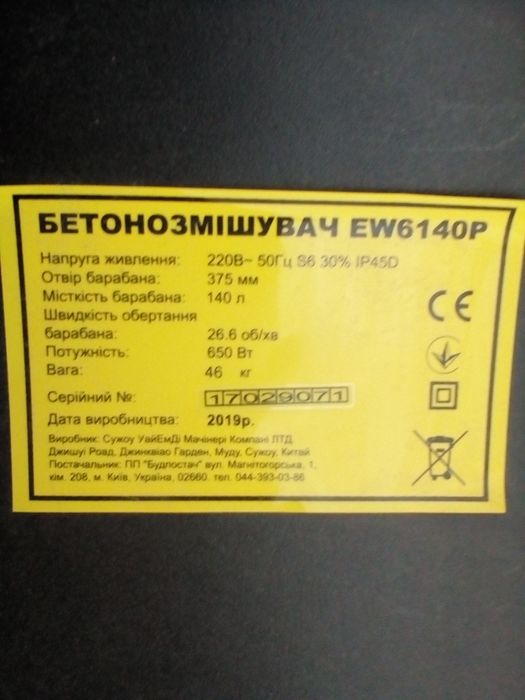 БЕТОНОЗМІШУВАЧ EW6140P
Напруга живлення: 220В~ 50Гц S6 30% IP45D
Отвір барабана: 375 мм
Місткість барабана: 140 л
Швидкість обертання
барабана: 26.6 об/хв
Потужність: 650 Вт
Вага: 46 кг
Серійний №: 17029071
Дата виробництва: 2019р.
Виробник: Сужоу УайЕмДі Мачінері Компані ЛТД
Джишуі Роад, Джинквіао Гарден, Муду, Сужоу, Китай
Постачальник: ПП "Будпостач" вул. Магнітогорська, 1,
кім. 208, м. Київ, Україна, 02660. тел. 044-393-03-86
CE